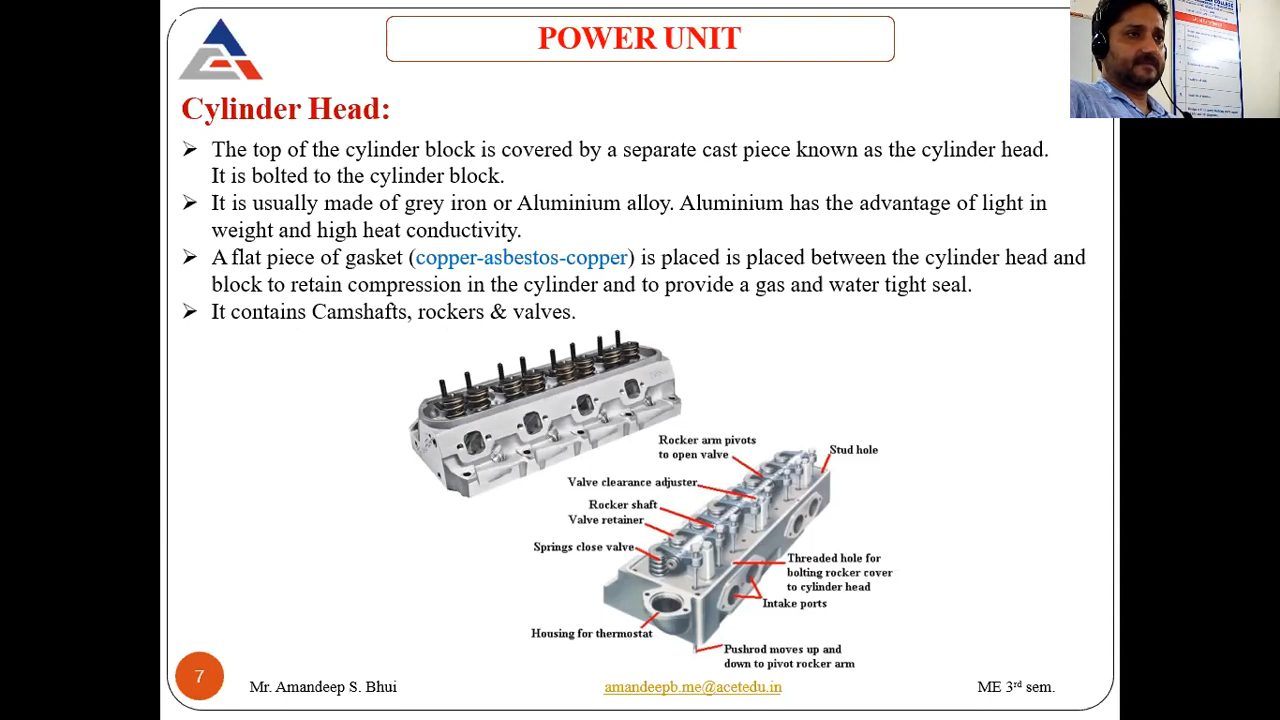 POWER UNIT
Cylinder Head:
➢ The top of the cylinder block is covered by a separate cast piece known as the cylinder head.
It is bolted to the cylinder block.
➢ It is usually made of grey iron or Aluminium alloy. Aluminium has the advantage of light in
weight and high heat conductivity.
➢ A flat piece of gasket (copper-asbestos-copper) is placed is placed between the cylinder head and
block to retain compression in the cylinder and to provide a gas and water tight seal.
➢ It contains Camshafts, rockers & valves.
Rocker arm pivots
to open valve
Stud hole
Valve clearance adjuster
Rocker shaft
Valve retainer
Springs close valve
Threaded hole for
bolting rocker cover
to cylinder head
Intake ports
Housing for thermostat
Pushrod moves up and
down to pivot rocker arm
7
Mr. Amandeep S. Bhui
amandeepb.me@acetedu.in
ME 3rd sem.